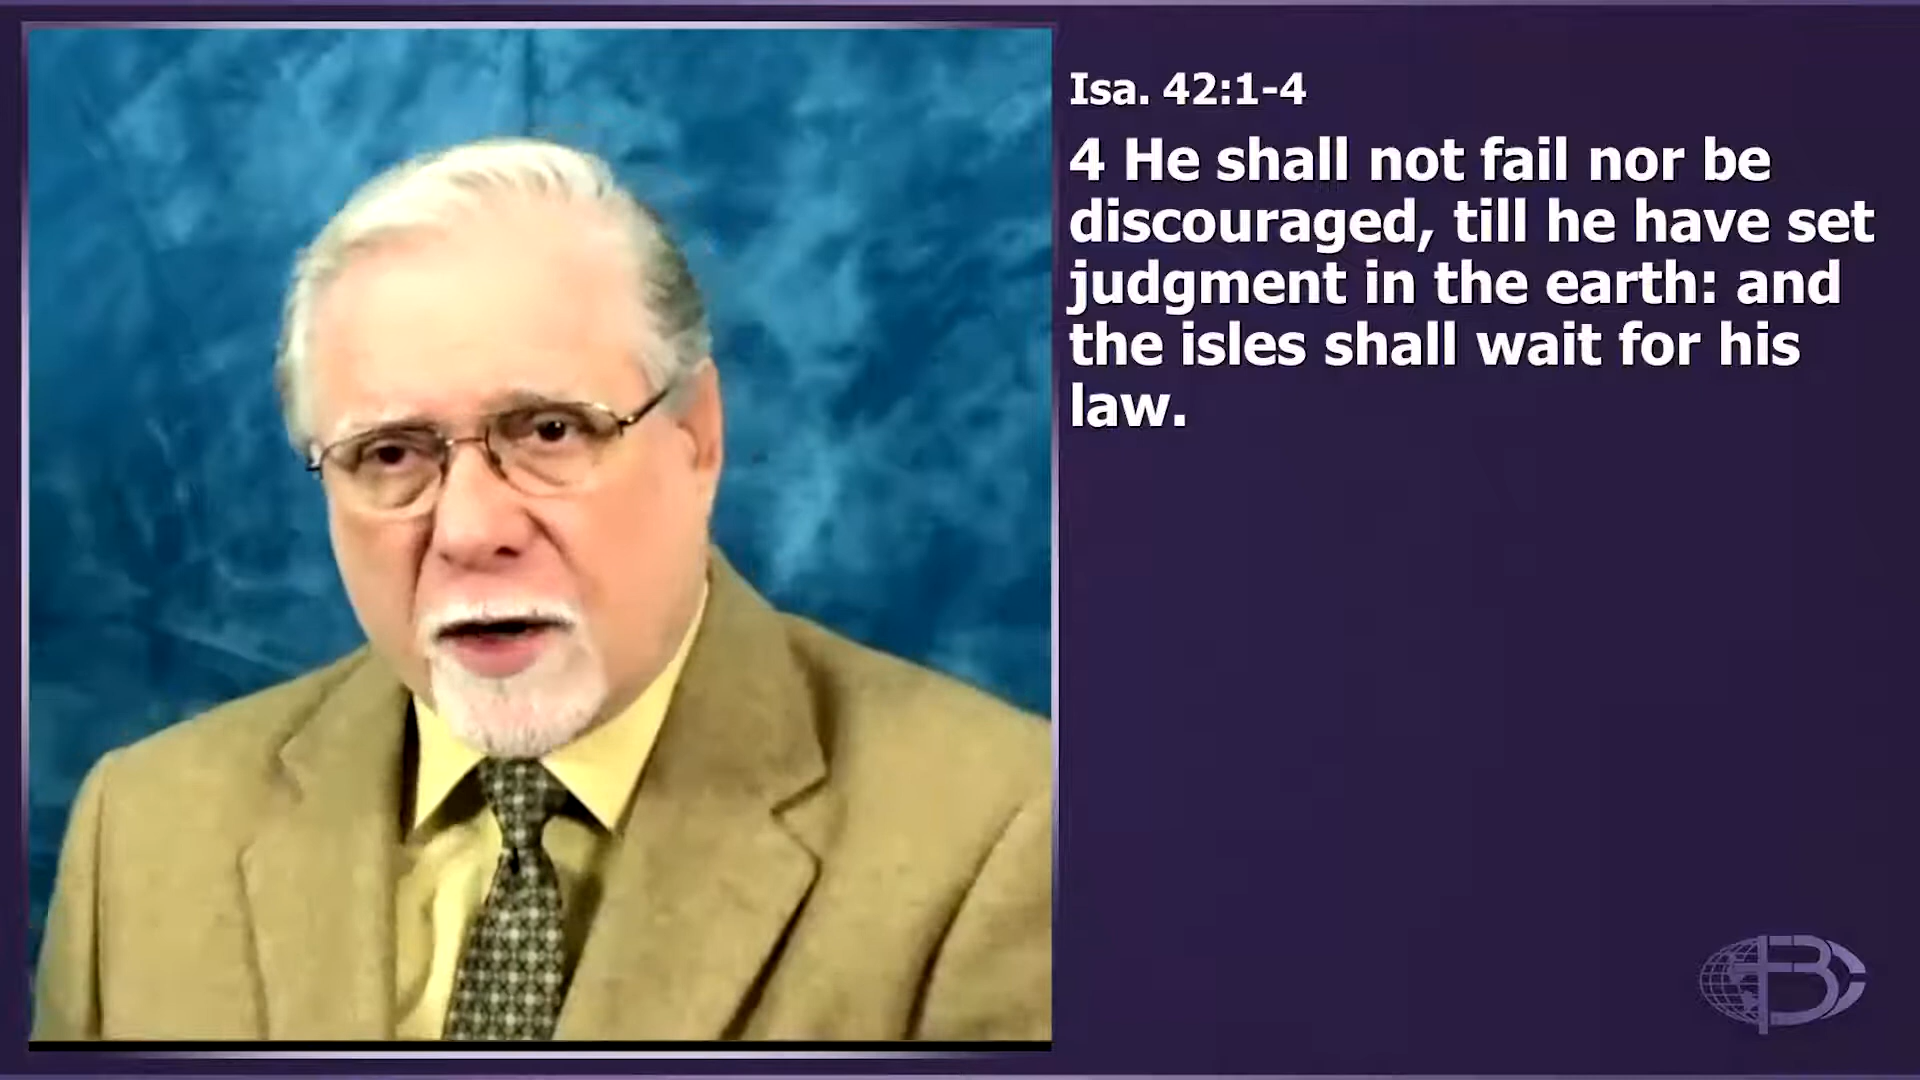 Isa. 42:1-4
4 He shall not fail nor be
discouraged, till he have set
judgment in the earth: and
the isles shall wait for his
law.